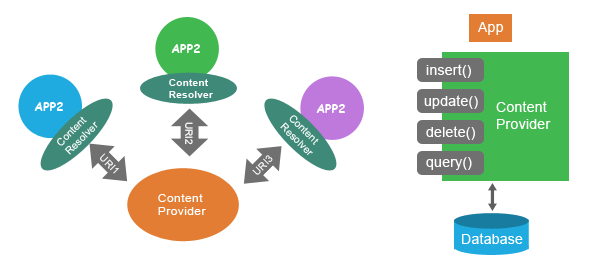 APP2
Content
Resolver
APP2
Content
Resolver
APP2
Content
Resolver
URI1
URI2
URI3
Content
Provider
App
insert()
update()
delete()
query()
Content
Provider
Database